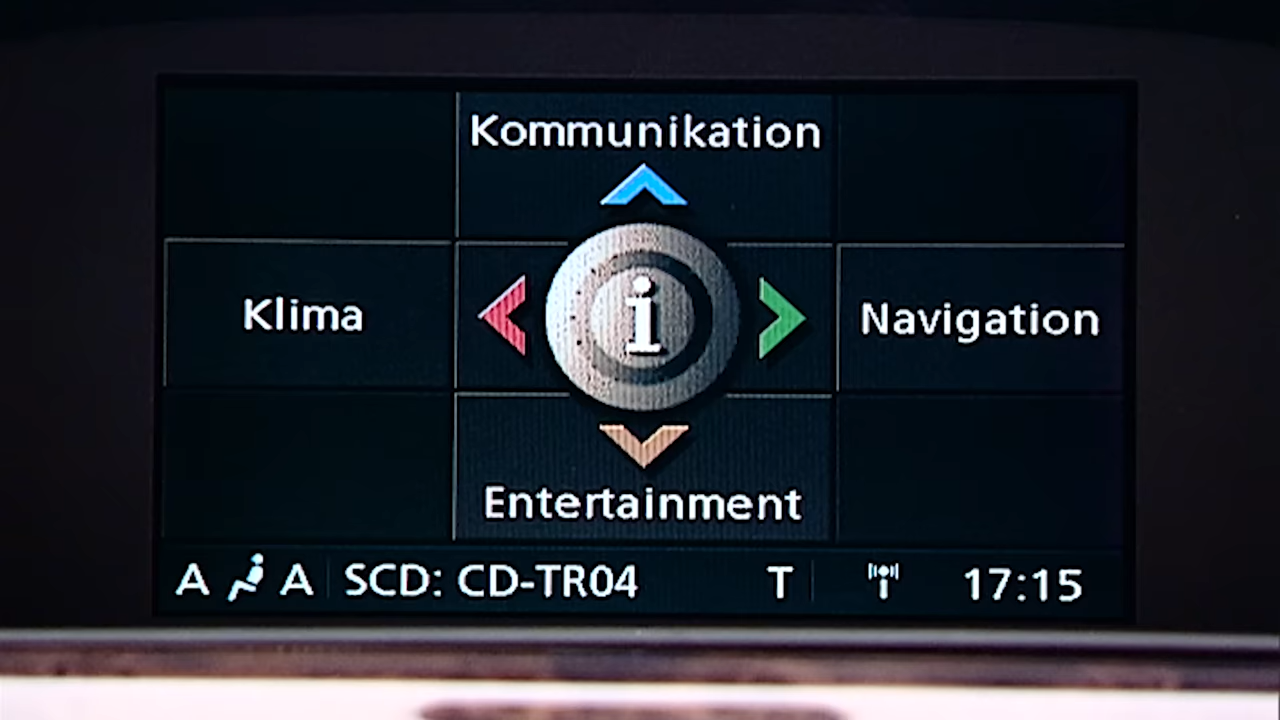 Kommunikation
Klima
i
Navigation
Entertainment
A A SCD: CD-TR04 T 17:15